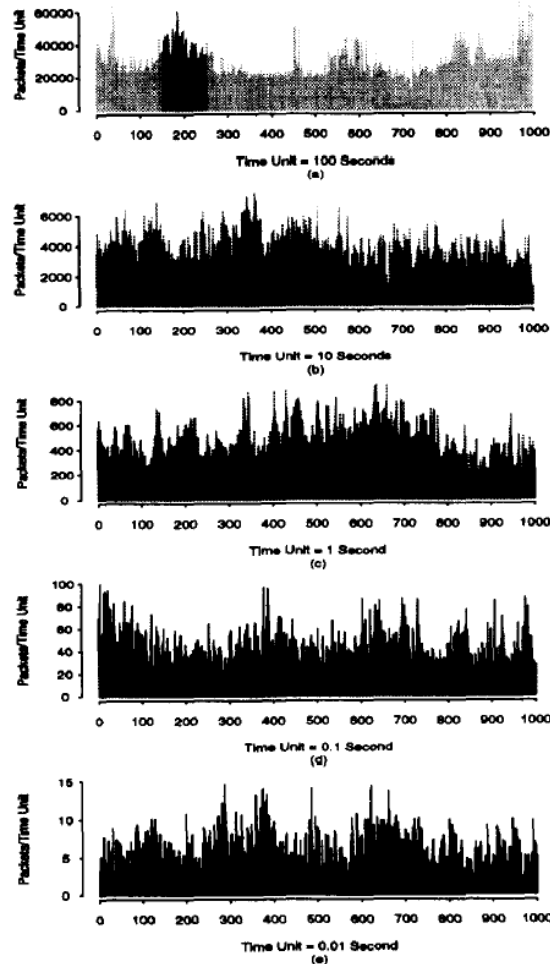 Packets/Time Unit
60000
40000
20000
0
0 100 200 300 400 500 600 700 800 900 1000
Time Unit = 100 Seconds
(a)
Packets/Time Unit
6000
4000
2000
0
0 100 200 300 400 500 600 700 800 900 1000
Time Unit = 10 Seconds
(b)
Packets/Time Unit
800
600
400
200
0
0 100 200 300 400 500 600 700 800 900 1000
Time Unit = 1 Second
(c)
Packets/Time Unit
100
80
60
40
20
0
0 100 200 300 400 500 600 700 800 900 1000
Time Unit = 0.1 Second
(d)
Packets/Time Unit
15
10
5
0
0 100 200 300 400 500 600 700 800 900 1000
Time Unit = 0.01 Second
(e)